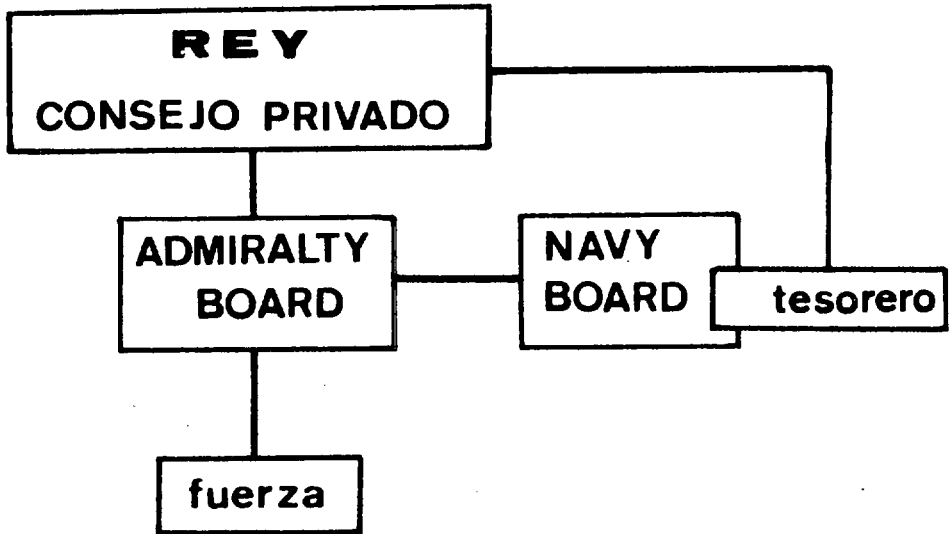 REY
CONSEJO PRIVADO
ADMIRALTY
BOARD
NAVY
BOARD
tesorero
fuerza